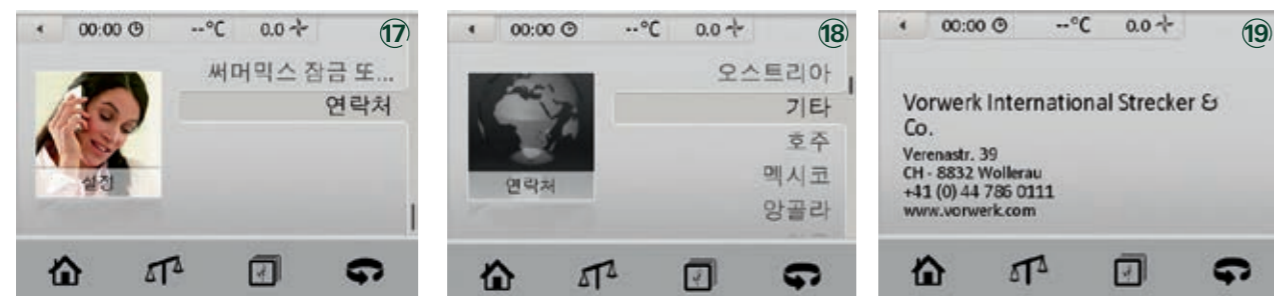 00:00 --°C 0.0 ⑰
써머믹스 잠금 또...
연락처
설정
00:00 --°C 0.0 ⑱
오스트리아
기타
호주
멕시코
앙골라
연락처
00:00 --°C 0.0 ⑲
Vorwerk International Strecker &
Co.
Verenastr. 39
CH - 8832 Wollerau
+41 (0) 44 786 0111
www.vorwerk.com